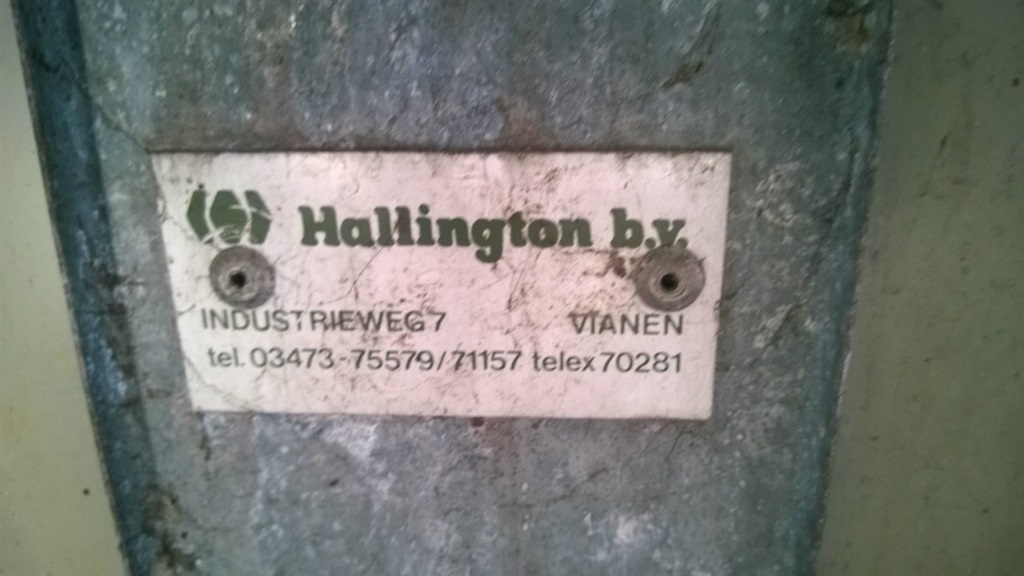 Hallington b.v.
INDUSTRIEWEG 7 VIANEN
tel. 03473-75579/71157 telex 70281